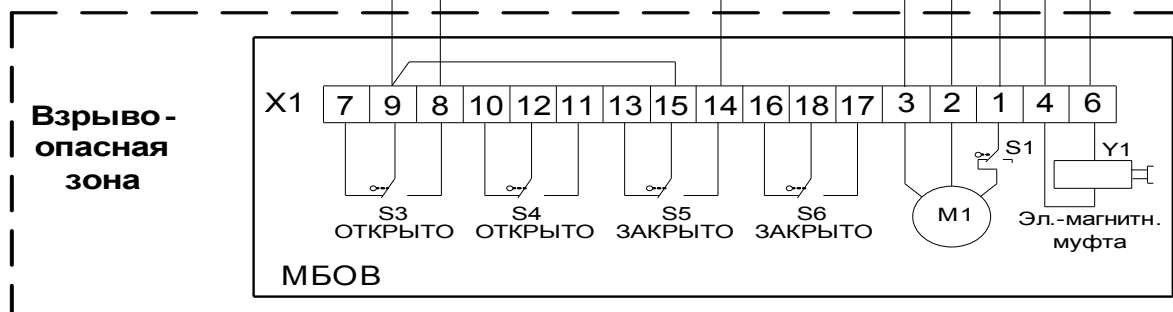 Взрыво-
опасная
зона
X1 7 9 8 10 12 11 13 15 14 16 18 17 3 2 1 4 6
S1
Y1
S3
ОТКРЫТО
S4
ОТКРЫТО
S5
ЗАКРЫТО
S6
ЗАКРЫТО
M1
Эл.-магнитн.
муфта
МБОВ